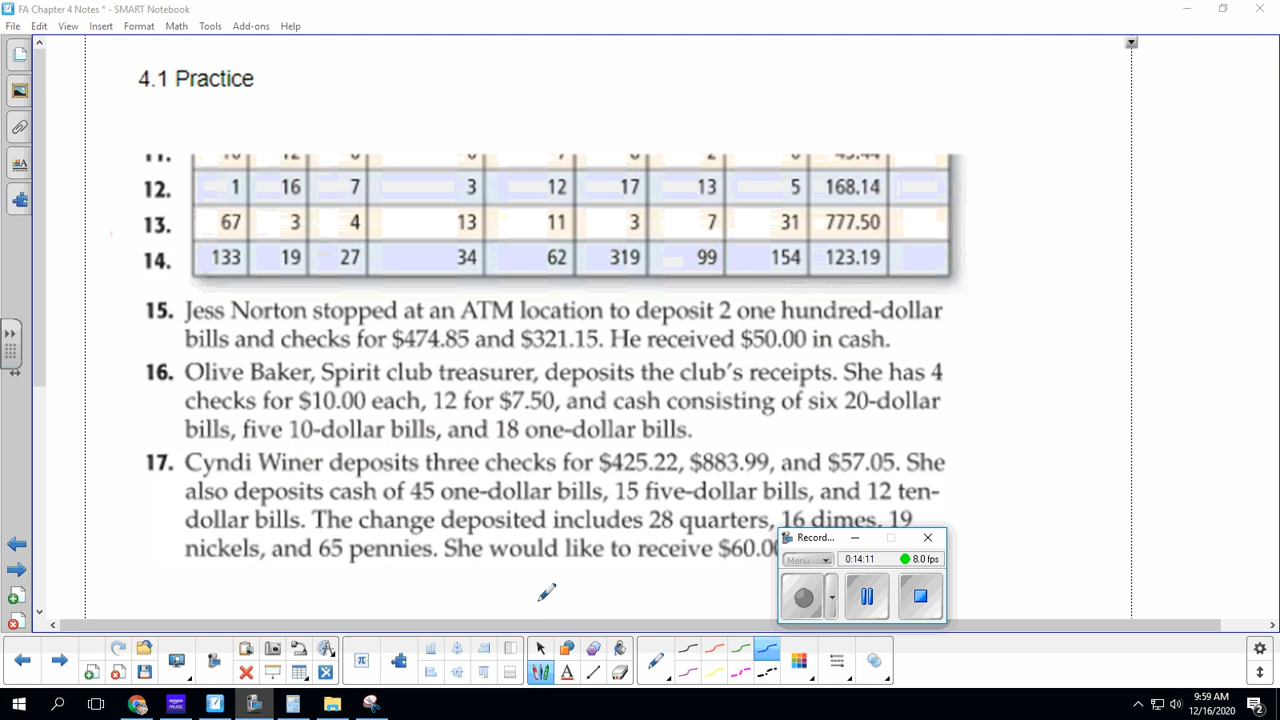 FA Chapter 4 Notes * - SMART Notebook
File Edit View Insert Format Math Tools Add-ons Help
4.1 Practice
12. 1 16 7 3 12 17 13 5 168.14
13. 67 3 4 13 11 3 7 31 777.50
14. 133 19 27 34 62 319 99 154 123.19
15. Jess Norton stopped at an ATM location to deposit 2 one hundred-dollar
bills and checks for $474.85 and $321.15. He received $50.00 in cash.
16. Olive Baker, Spirit club treasurer, deposits the club's receipts. She has 4
checks for $10.00 each, 12 for $7.50, and cash consisting of six 20-dollar
bills, five 10-dollar bills, and 18 one-dollar bills.
17. Cyndi Winer deposits three checks for $425.22, $883.99, and $57.05. She
also deposits cash of 45 one-dollar bills, 15 five-dollar bills, and 12 ten-
dollar bills. The change deposited includes 28 quarters, 16 dimes, 19
nickels, and 65 pennies. She would like to receive $60.00
Record...
Menu 0:14:11 8.0 fps
9:59 AM
12/16/2020